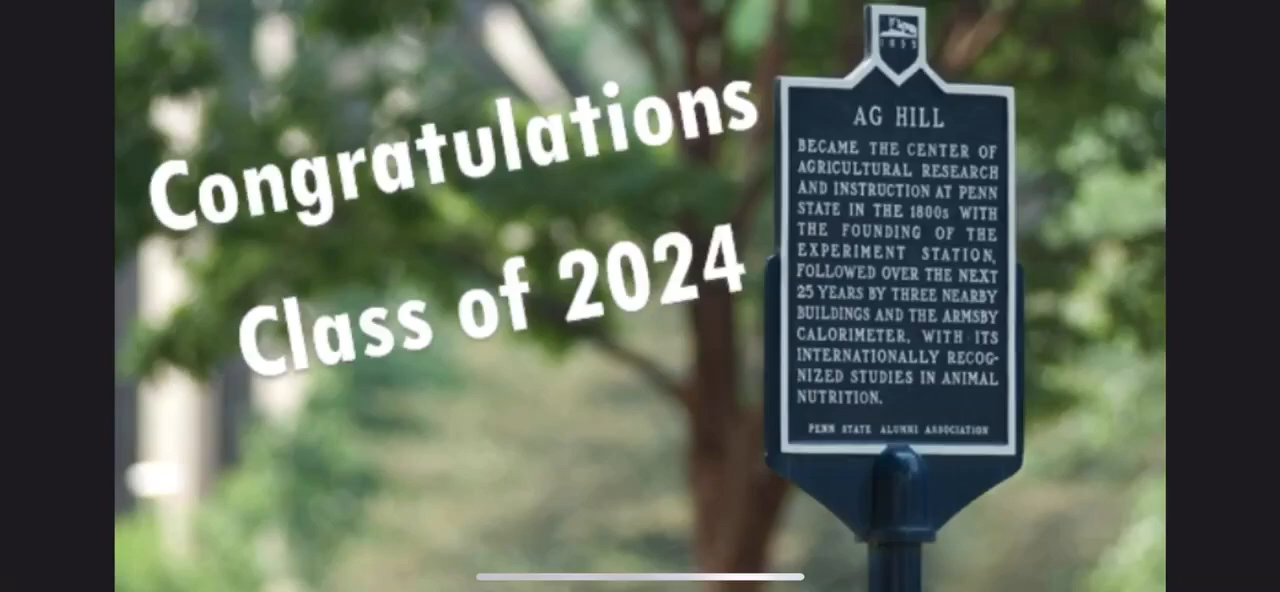 Congratulations
Class of 2024
1855
AG HILL
BECAME THE CENTER OF
AGRICULTURAL RESEARCH
AND INSTRUCTION AT PENN
STATE IN THE 1800s WITH
THE FOUNDING OF THE
EXPERIMENT STATION,
FOLLOWED OVER THE NEXT
25 YEARS BY THREE NEARBY
BUILDINGS AND THE ARMSBY
CALORIMETER, WITH ITS
INTERNATIONALLY RECOG-
NIZED STUDIES IN ANIMAL
NUTRITION.
PENN STATE ALUMNI ASSOCIATION